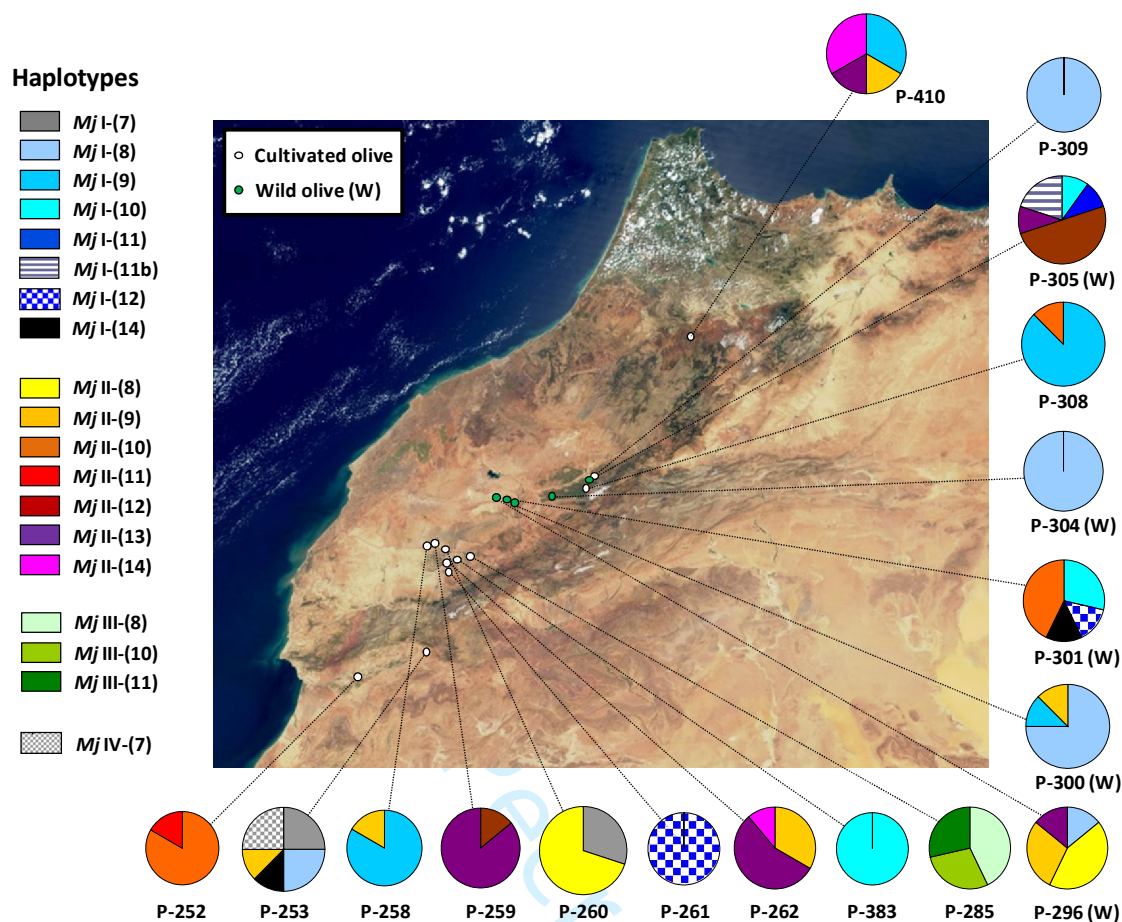 Haplotypes
Mj I-(7)
Mj I-(8)
Mj I-(9)
Mj I-(10)
Mj I-(11)
Mj I-(11b)
Mj I-(12)
Mj I-(14)
Mj II-(8)
Mj II-(9)
Mj II-(10)
Mj II-(11)
Mj II-(12)
Mj II-(13)
Mj II-(14)
Mj III-(8)
Mj III-(10)
Mj III-(11)
Mj IV-(7)
Cultivated olive
Wild olive (W)
P-410
P-309
P-305 (W)
P-308
P-304 (W)
P-301 (W)
P-300 (W)
P-252
P-253
P-258
P-259
P-260
P-261
P-262
P-383
P-285
P-296 (W)